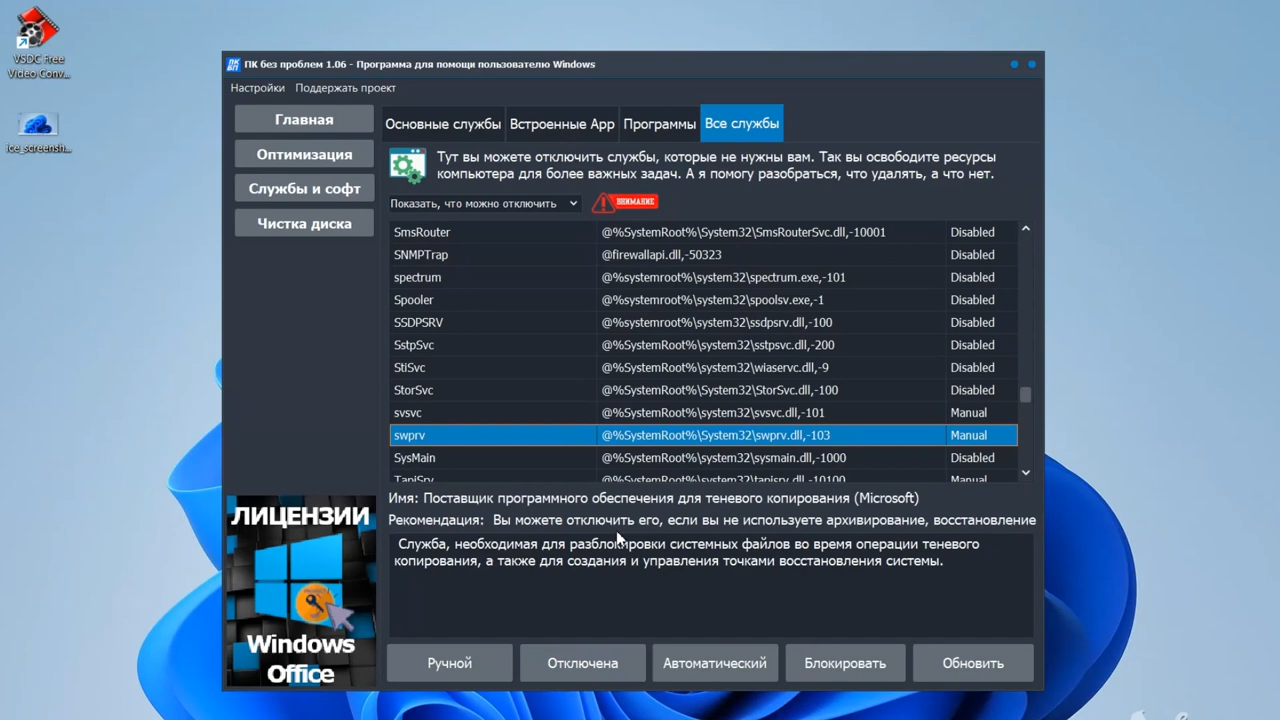 VSDC Free
Video Conv...
ice_screensh...
ПК без проблем 1.06 - Программа для помощи пользователю Windows
Настройки Поддержать проект
Главная
Оптимизация
Службы и софт
Чистка диска
Основные службы Встроенные App Программы Все службы
Тут вы можете отключить службы, которые не нужны вам. Так вы освободите ресурсы
компьютера для более важных задач. А я помогу разобраться, что удалять, а что нет.
Показать, что можно отключить ВНИМАНИЕ
SmsRouter @%SystemRoot%\System32\SmsRouterSvc.dll,-10001 Disabled
SNMPTrap @firewallapi.dll,-50323 Disabled
spectrum @%systemroot%\system32\spectrum.exe,-101 Disabled
Spooler @%systemroot%\system32\spoolsv.exe,-1 Disabled
SSDPSRV @%systemroot%\system32\ssdpsrv.dll,-100 Disabled
SstpSvc @%SystemRoot%\system32\sstpsvc.dll,-200 Disabled
StiSvc @%SystemRoot%\system32\wiaservc.dll,-9 Disabled
StorSvc @%SystemRoot%\System32\StorSvc.dll,-100 Disabled
svsvc @%SystemRoot%\system32\svsvc.dll,-101 Manual
swprv @%SystemRoot%\System32\swprv.dll,-103 Manual
SysMain @%SystemRoot%\system32\sysmain.dll,-1000 Disabled
TapiSrv @%SystemRoot%\system32\tapisrv.dll,-10100 Manual
Имя: Поставщик программного обеспечения для теневого копирования (Microsoft)
Рекомендация: Вы можете отключить его, если вы не используете архивирование, восстановление
Служба, необходимая для разблокировки системных файлов во время операции теневого
копирования, а также для создания и управления точками восстановления системы.
ЛИЦЕНЗИИ
Windows
Office
Ручной Отключена Автоматический Блокировать Обновить